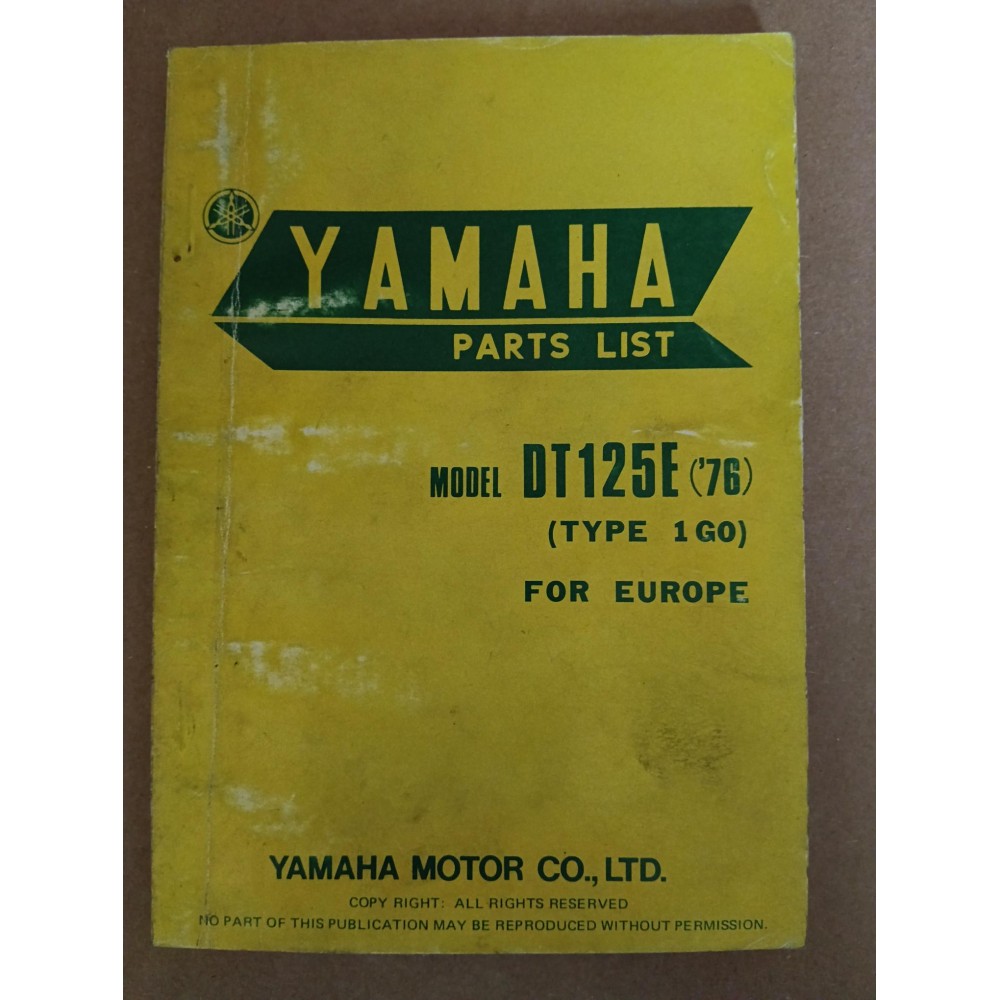 YAMAHA
PARTS LIST
MODEL DT125E ('76)
(TYPE 1G0)
FOR EUROPE
YAMAHA MOTOR CO., LTD.
COPY RIGHT: ALL RIGHTS RESERVED
NO PART OF THIS PUBLICATION MAY BE REPRODUCED WITHOUT PERMISSION.